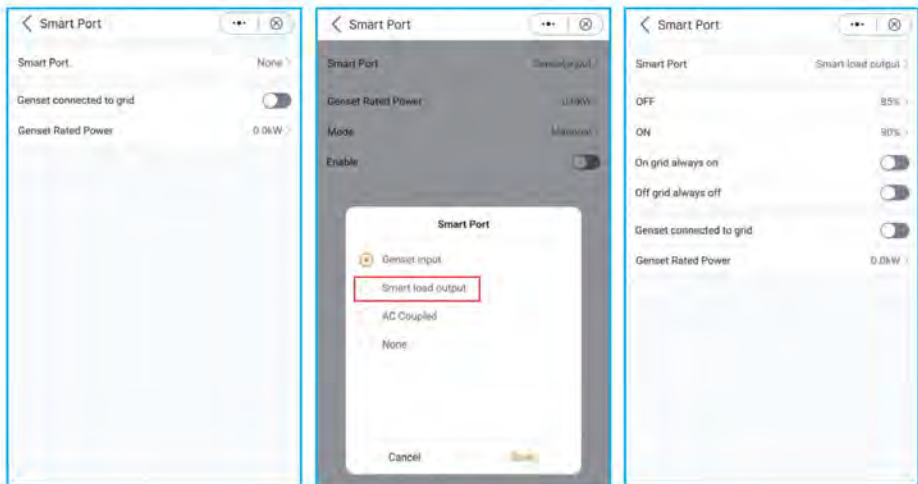 Smart Port
Smart Port None
Genset connected to grid
Genset Rated Power 0.0kW
Smart Port
Smart Port Genset input
Genset Rated Power 0.0kW
Mode
Enable
Smart Port
Genset input
Smart load output
AC Coupled
None
Cancel Save
Smart Port
Smart Port Smart load output
OFF 85%
ON 90%
On grid always on
Off grid always off
Genset connected to grid
Genset Rated Power 0.0kW